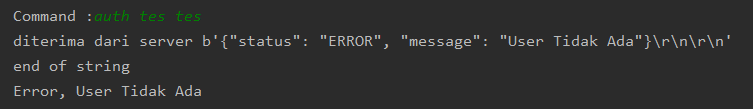 Command :auth tes tes
diterima dari server b'{"status": "ERROR", "message": "User Tidak Ada"}\r\n\r\n'
end of string
Error, User Tidak Ada